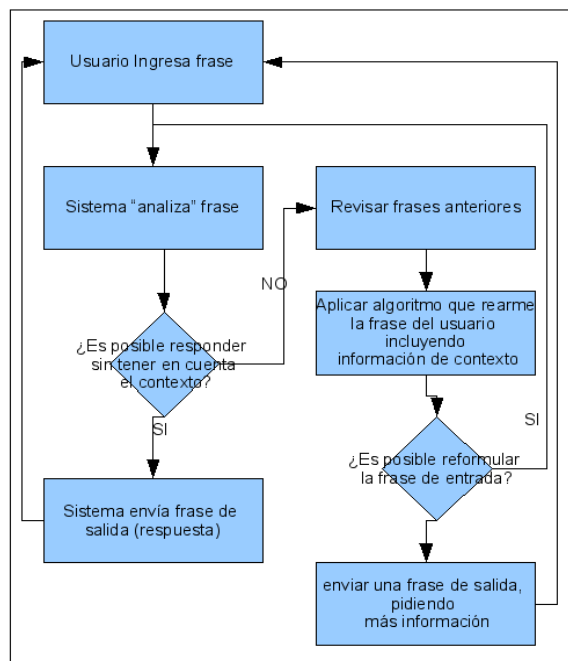 Usuario Ingresa frase
Sistema “analiza” frase
¿Es posible responder
sin tener en cuenta
el contexto?
NO
SI
Sistema envía frase de
salida (respuesta)
Revisar frases anteriores
Aplicar algoritmo que rearme
la frase del usuario
incluyendo
información de contexto
¿Es posible reformular
la frase de entrada?
SI
enviar una frase de salida,
pidiendo
más información